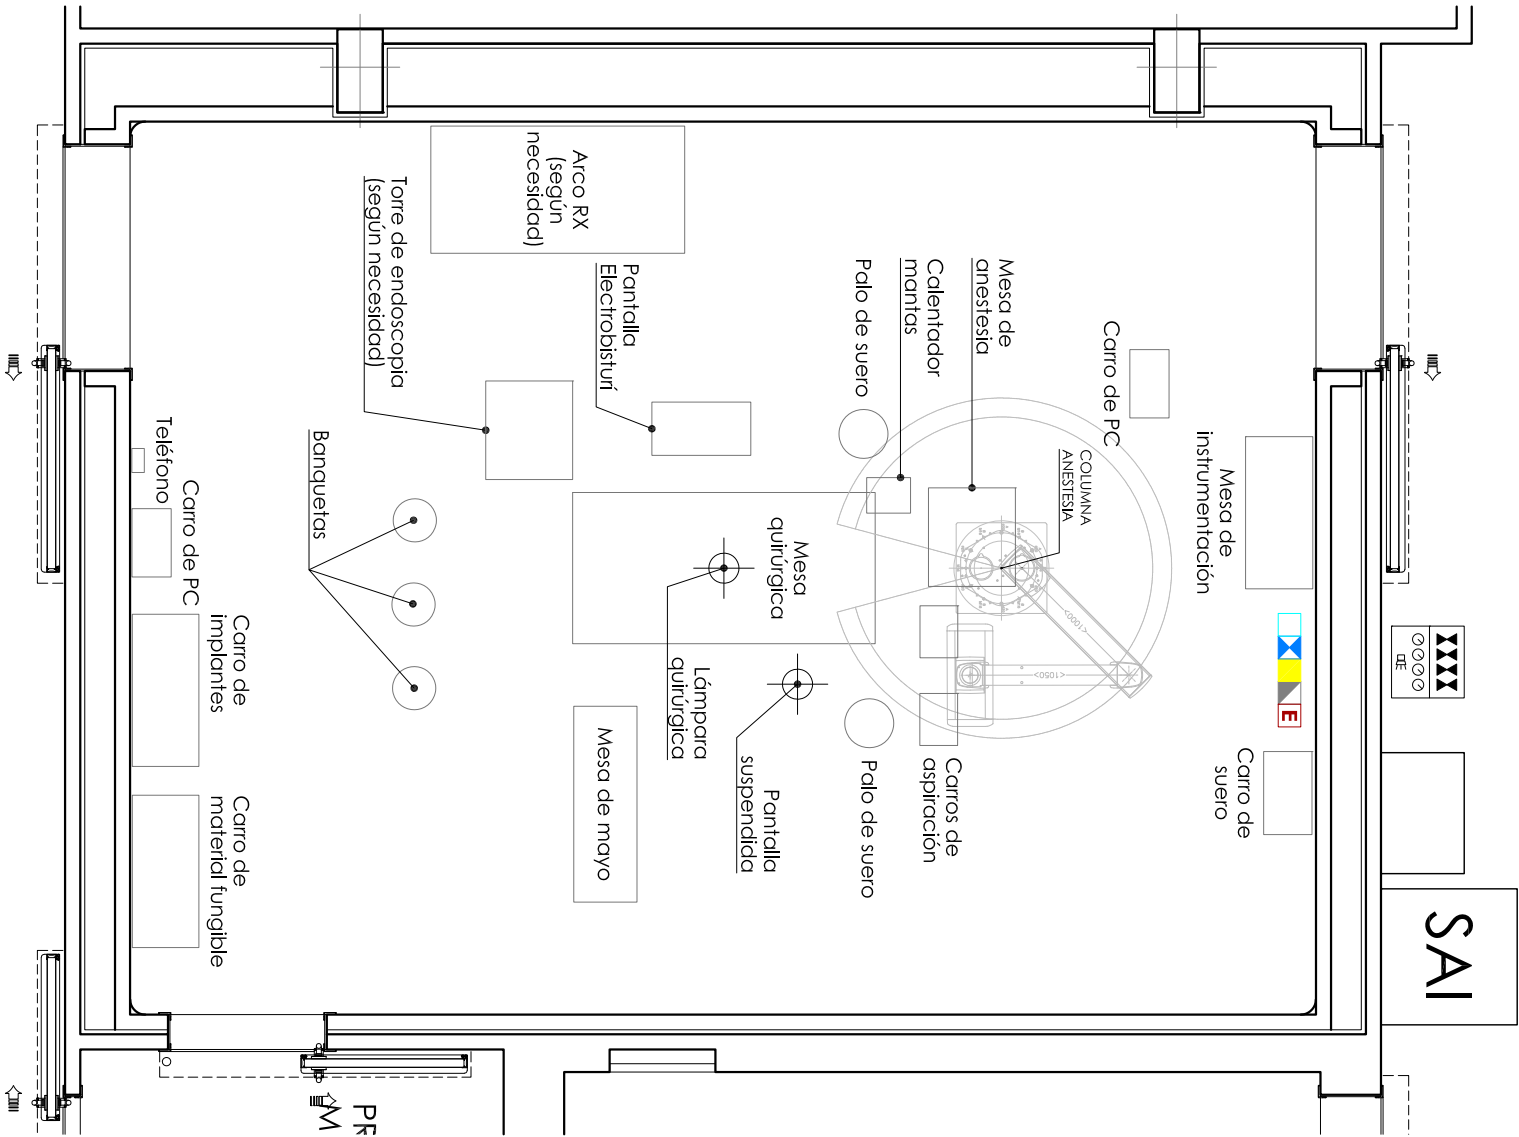 Arco RX
(según
necesidad)
Torre de endoscopia
(según necesidad)
Pantalla
Electrobisturí
Palo de suero
Calentador
mantas
Mesa de
anestesia
Carro de PC
Mesa de
instrumentación
COLUMNA
ANESTESIA
Teléfono
Carro de PC
Banquetas
Mesa
quirúrgica
<1000>
<1050>
Carro de
implantes
Lámpara
quirúrgica
Mesa de mayo
Pantalla
suspendida
Palo de suero
Carros de
aspiración
Carro de
suero
E
Carro de
material fungible
SAI
PR
M